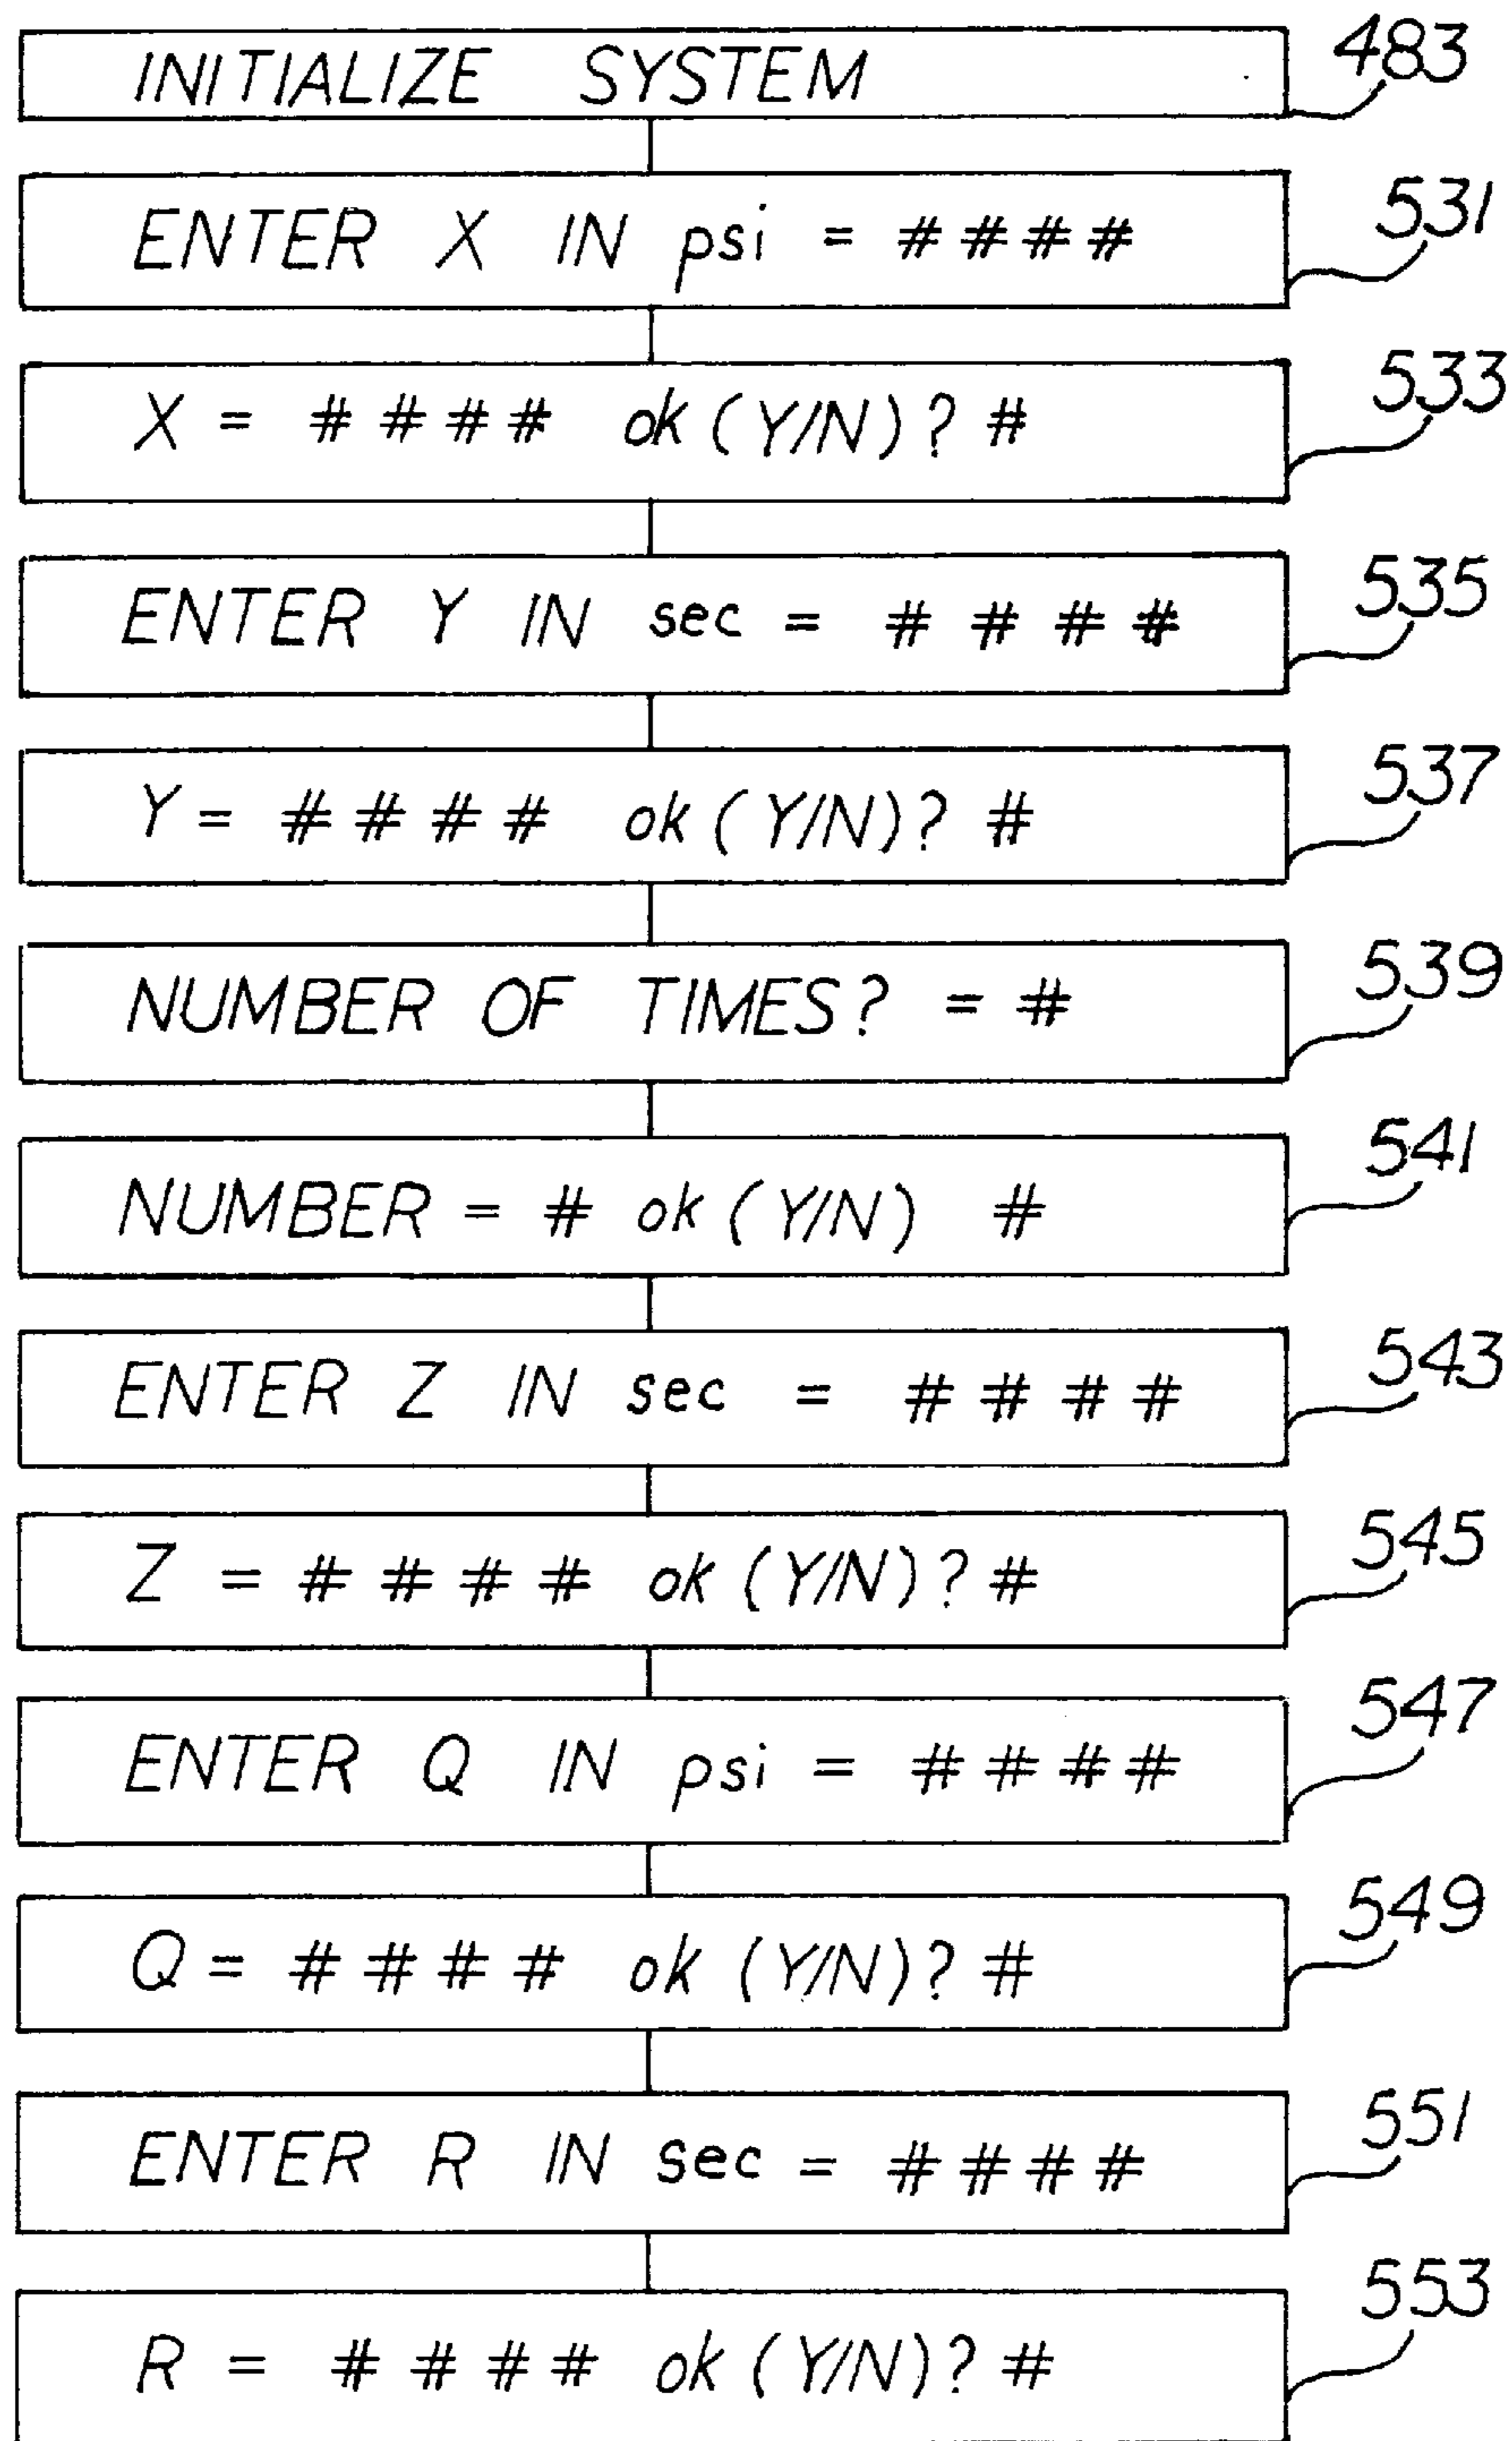 INITIALIZE SYSTEM 483
ENTER X IN psi = # # # # 531
X = # # # # ok (Y/N)? # 533
ENTER Y IN sec = # # # # 535
Y = # # # # ok (Y/N)? # 537
NUMBER OF TIMES? = # 539
NUMBER = # ok (Y/N) # 541
ENTER Z IN sec = # # # # 543
Z = # # # # ok (Y/N)? # 545
ENTER Q IN psi = # # # # 547
Q = # # # # ok (Y/N)? # 549
ENTER R IN sec = # # # # 551
R = # # # # ok (Y/N)? # 553